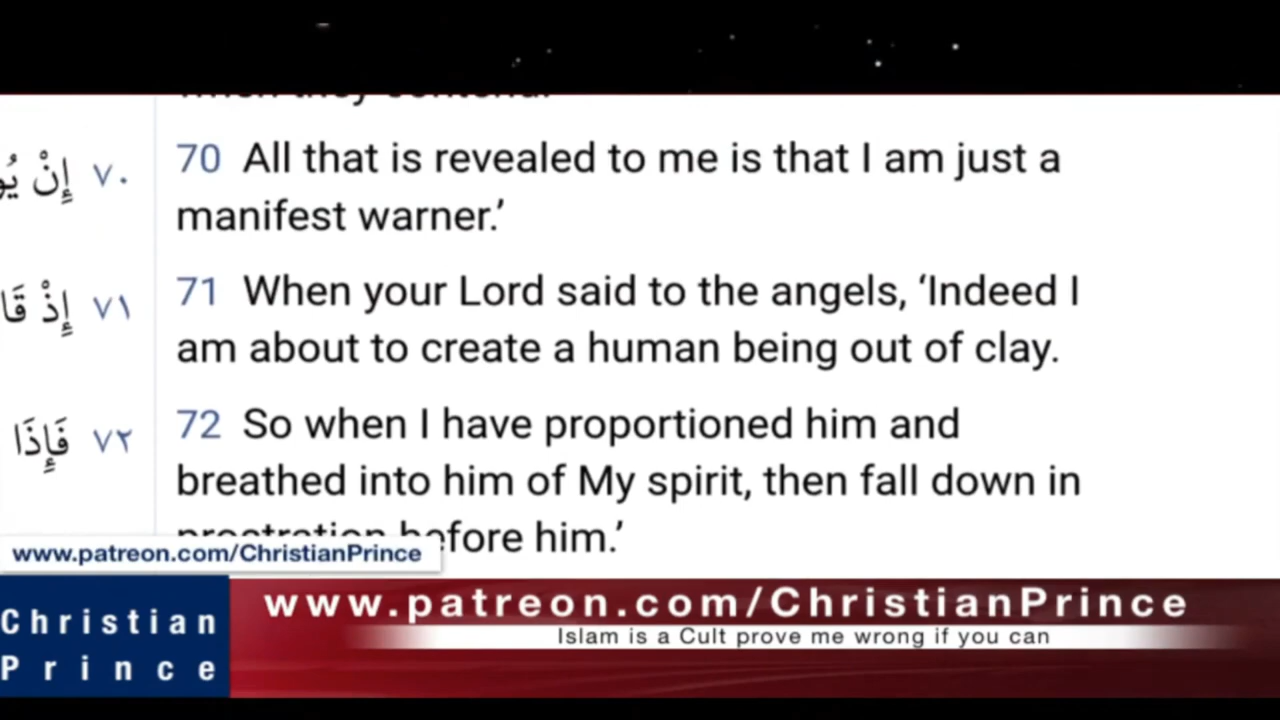 70 All that is revealed to me is that I am just a
manifest warner.’
71 When your Lord said to the angels, ‘Indeed I
am about to create a human being out of clay.
72 So when I have proportioned him and
breathed into him of My spirit, then fall down in
prostration before him.’
٧٠ إِنْ
٧١ إِذْ
٧٢ فَإِذَا
www.patreon.com/ChristianPrince
www.patreon.com/ChristianPrince
Islam is a Cult prove me wrong if you can
Christian
Prince